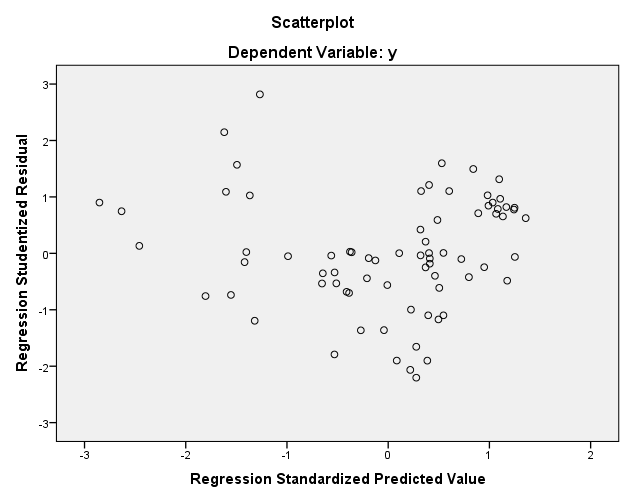 Scatterplot
Dependent Variable: y
Regression Studentized Residual
3
2
1
0
-1
-2
-3
-3 -2 -1 0 1 2
Regression Standardized Predicted Value